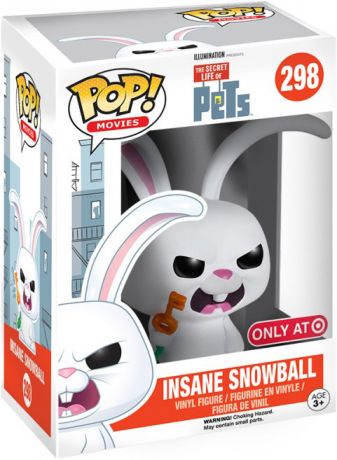 POP!
MOVIES
ILLUMINATION PRESENTS
THE SECRET
LIFE OF
PETS
298
ONLY AT
INSANE SNOWBALL
VINYL FIGURE / FIGURINE EN VINYLE /
FIGURA DE VINIL
WARNING! Choking Hazard.
May contain small parts.
AGE
3+
INSANE SNOWBALL